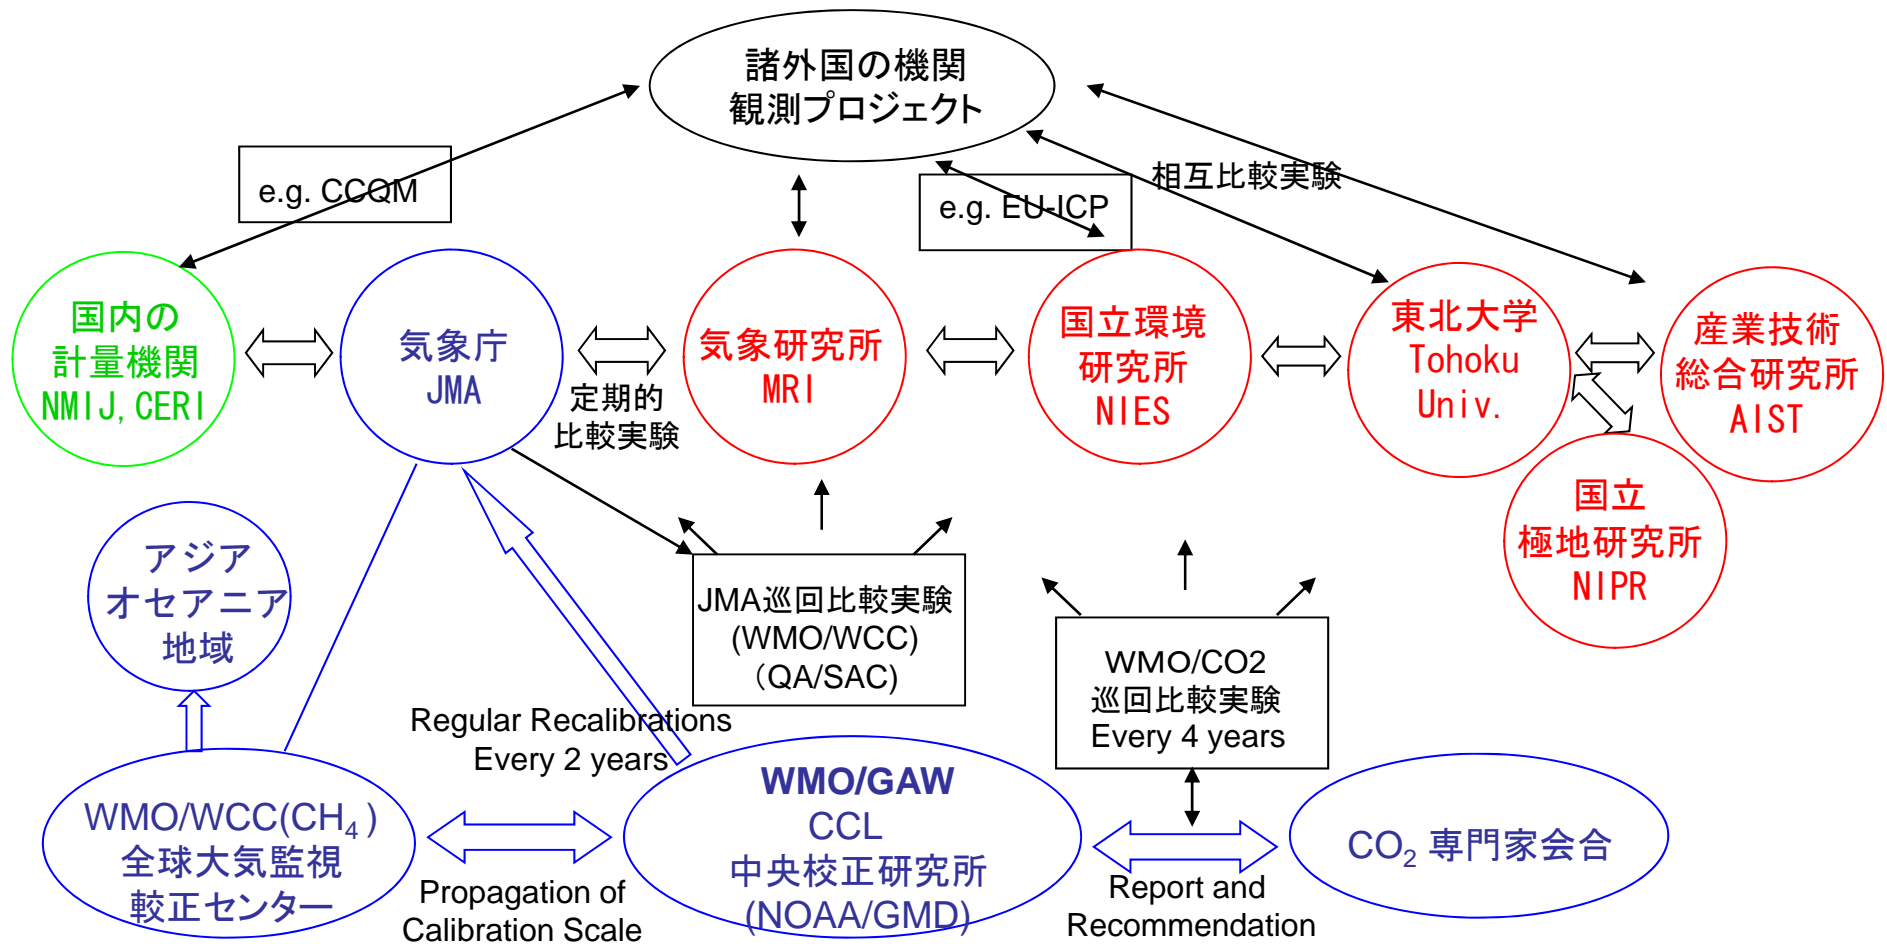 諸外国の機関
観測プロジェクト
e.g. CCQM
e.g. EU-ICP
相互比較実験
国内の
計量機関
NMIJ,CERI
気象庁
JMA
定期的
比較実験
気象研究所
MRI
国立環境
研究所
NIES
東北大学
Tohoku
Univ.
産業技術
総合研究所
AIST
国立
極地研究所
NIPR
アジア
オセアニア
地域
JMA巡回比較実験
(WMO/WCC)
（QA/SAC)
WMO/CO2
巡回比較実験
Every 4 years
Regular Recalibrations
Every 2 years
WMO/WCC(CH₄)
全球大気監視
較正センター
Propagation of
Calibration Scale
WMO/GAW
CCL
中央校正研究所
(NOAA/GMD)
Report and
Recommendation
CO₂ 専門家会合